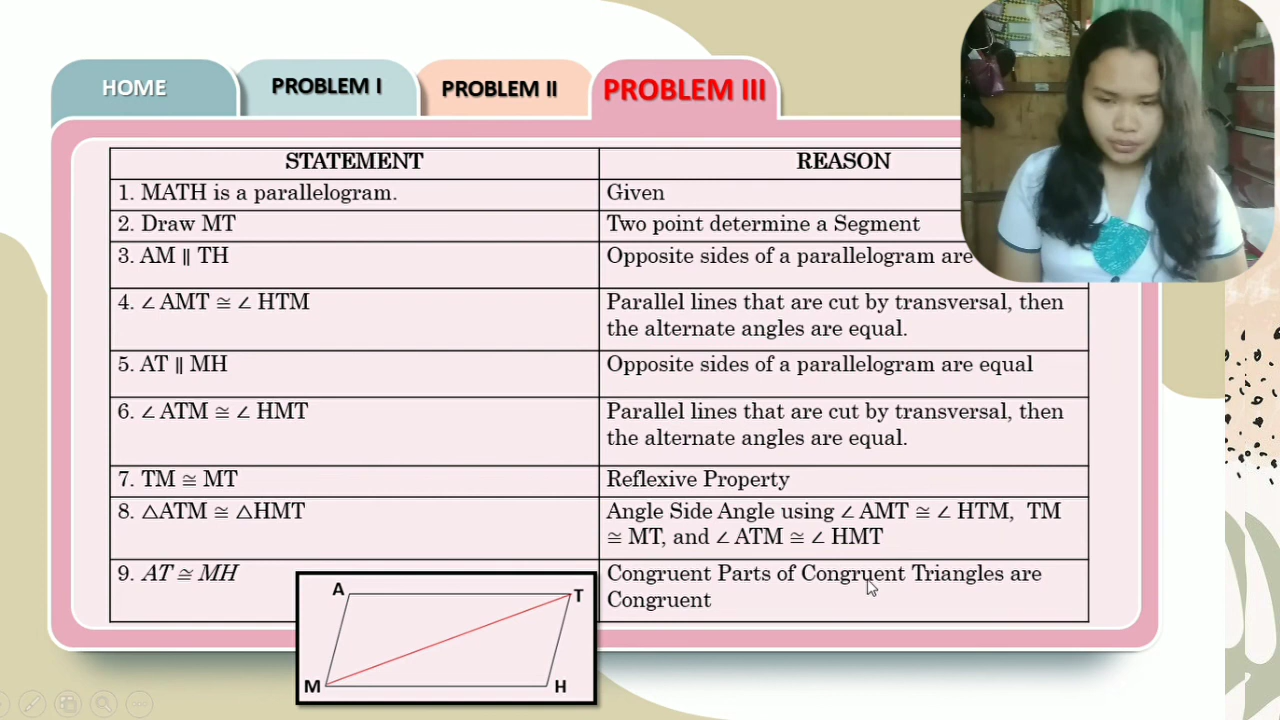 HOME
PROBLEM I
PROBLEM II
PROBLEM III
STATEMENT
REASON
1. MATH is a parallelogram.
Given
2. Draw MT
Two point determine a Segment
3. AM ∥ TH
Opposite sides of a parallelogram are
4. ∠ AMT ≅ ∠ HTM
Parallel lines that are cut by transversal, then
the alternate angles are equal.
5. AT ∥ MH
Opposite sides of a parallelogram are equal
6. ∠ ATM ≅ ∠ HMT
Parallel lines that are cut by transversal, then
the alternate angles are equal.
7. TM ≅ MT
Reflexive Property
8. △ATM ≅ △HMT
Angle Side Angle using ∠ AMT ≅ ∠ HTM, TM
≅ MT, and ∠ ATM ≅ ∠ HMT
9. AT ≅ MH
Congruent Parts of Congruent Triangles are
Congruent
A
T
M
H